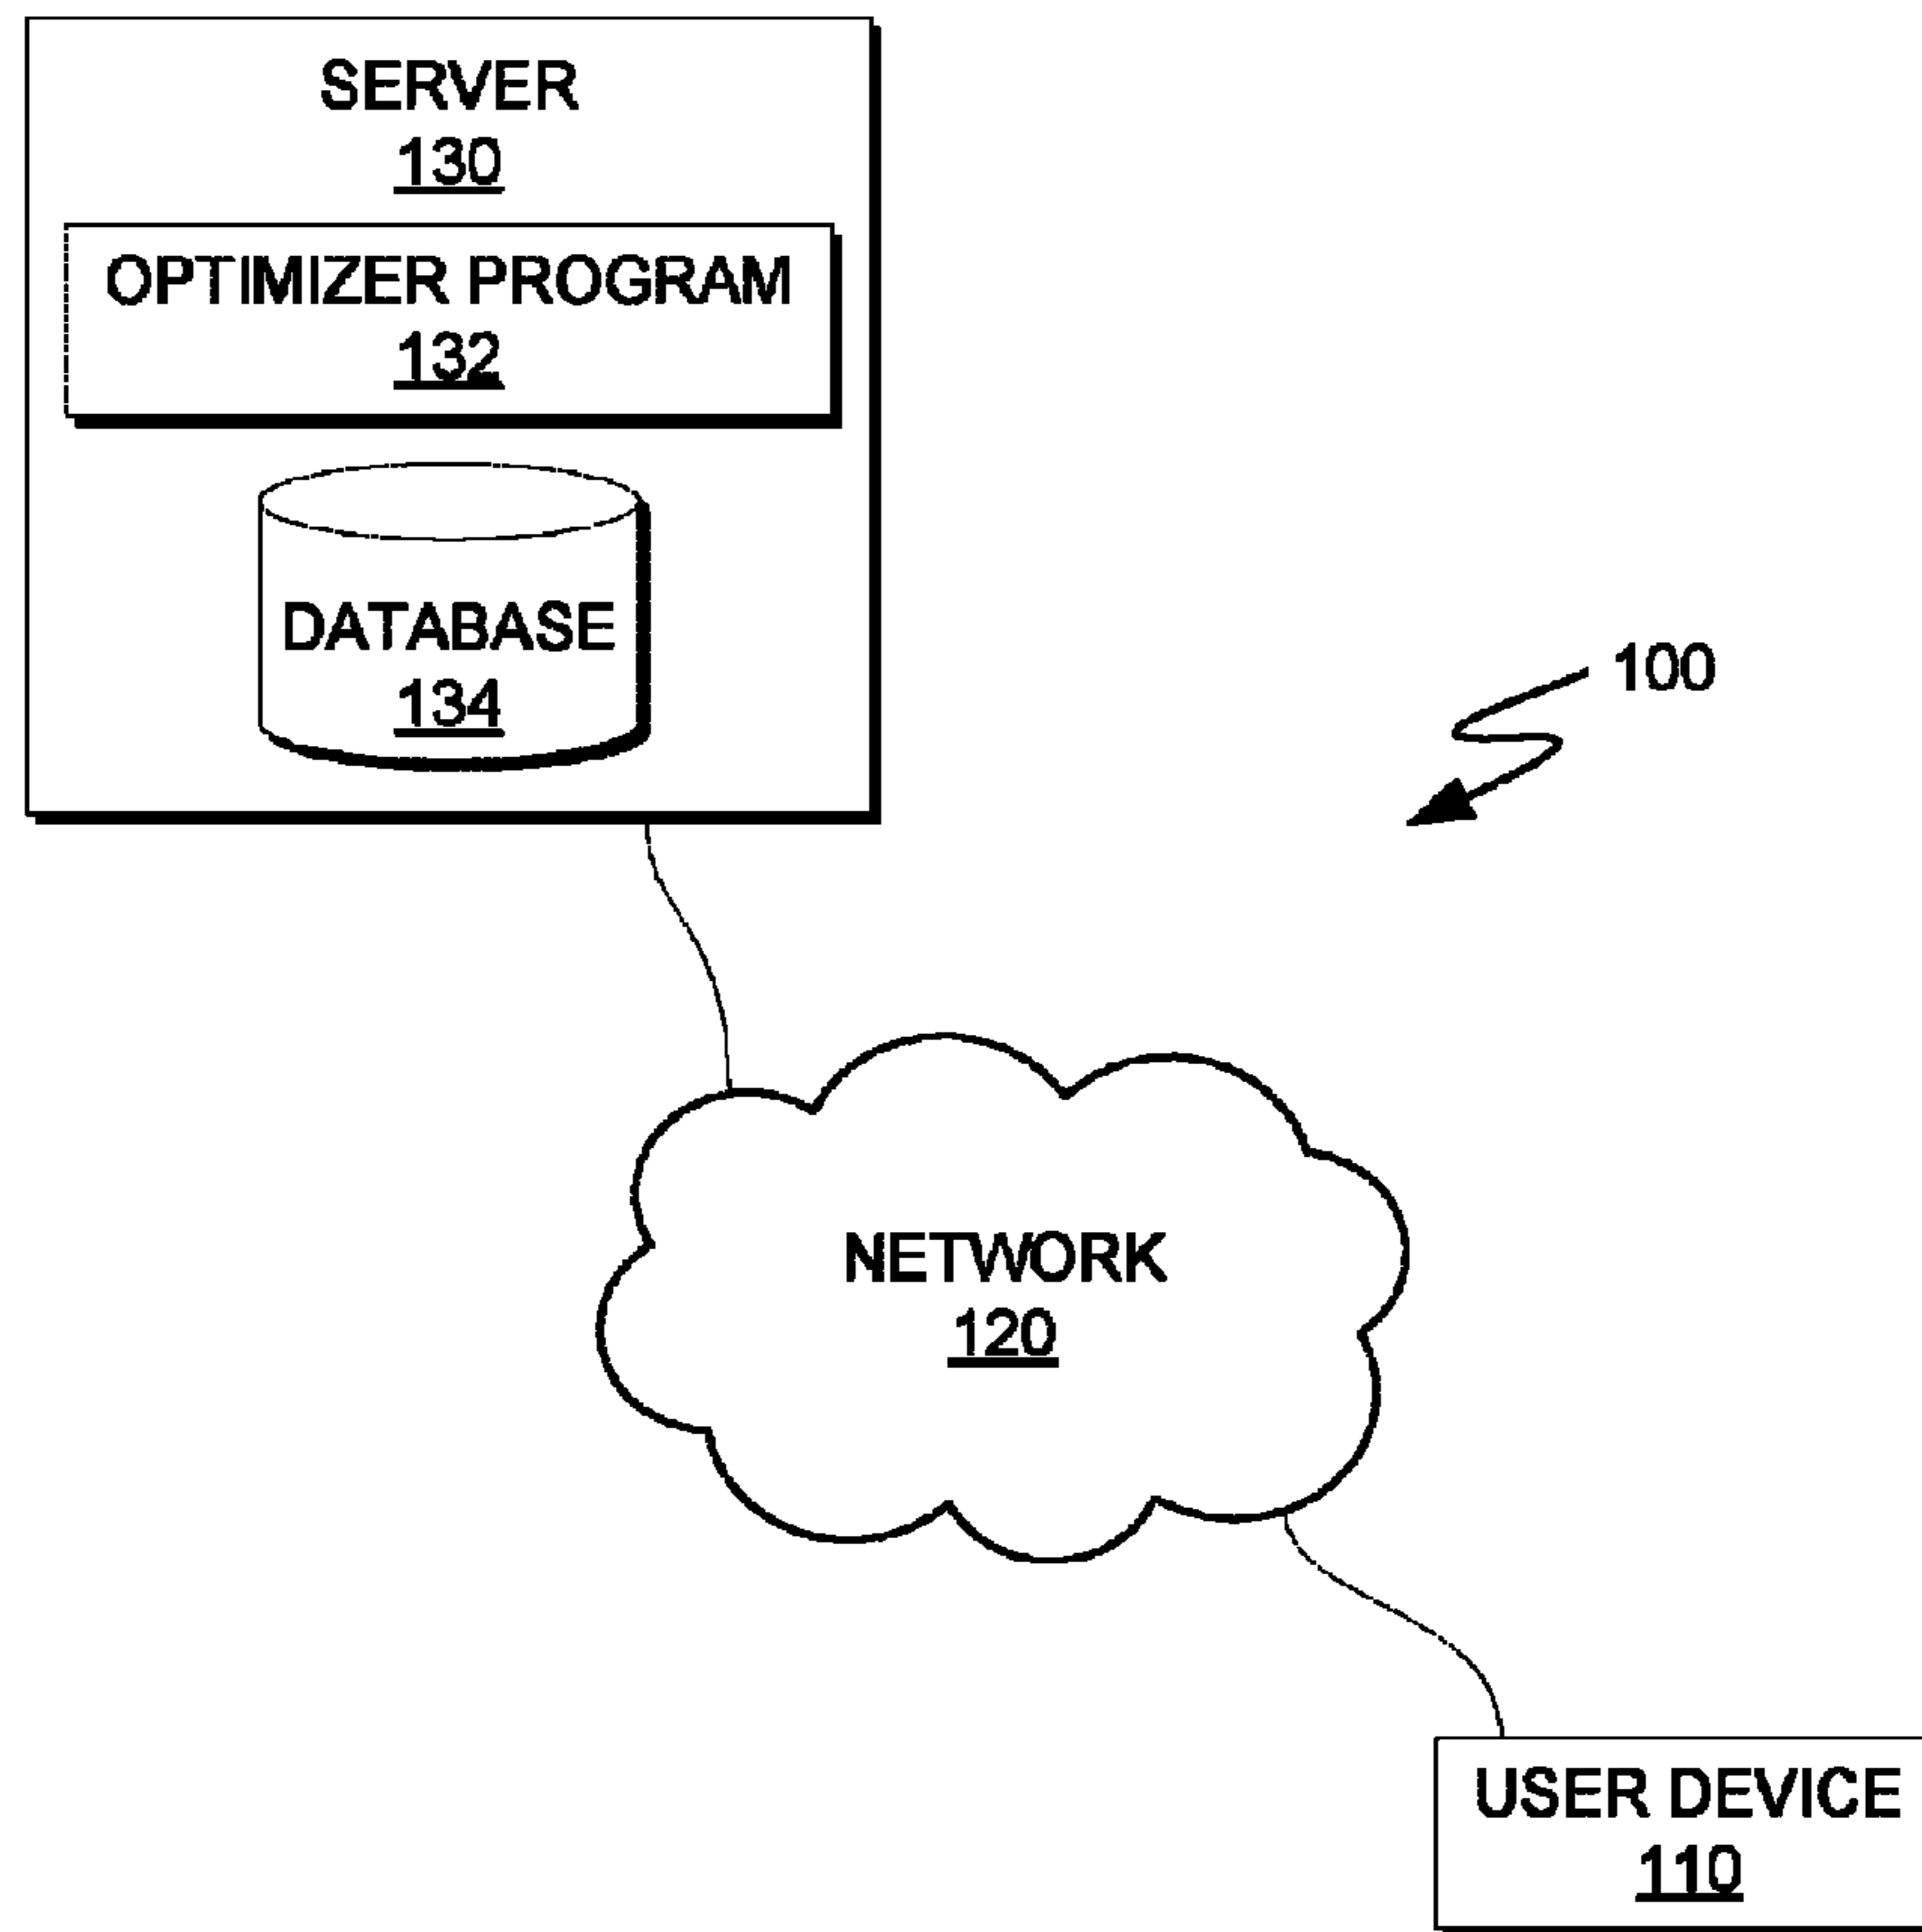 SERVER
130
OPTIMIZER PROGRAM
132
DATABASE
134
100
NETWORK
120
USER DEVICE
110